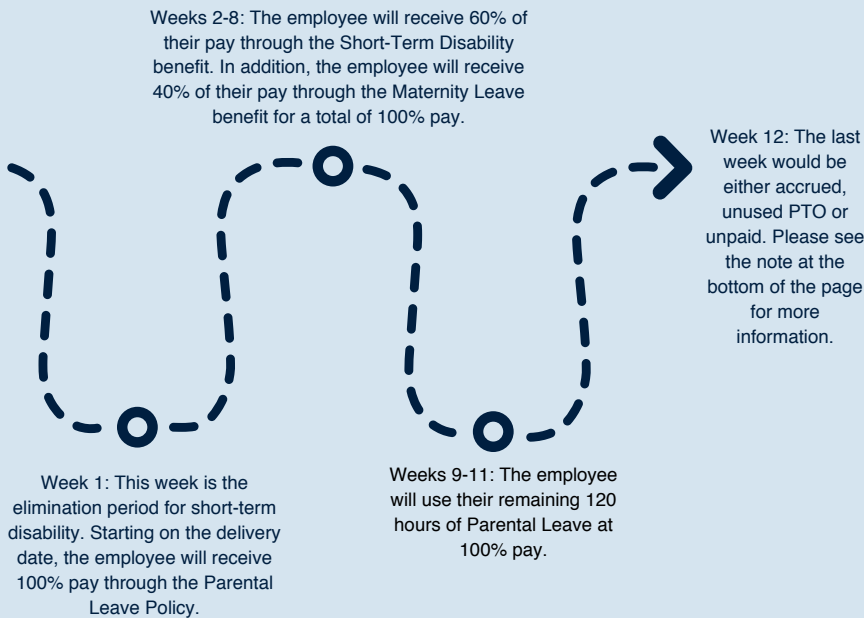 Weeks 2-8: The employee will receive 60% of
their pay through the Short-Term Disability
benefit. In addition, the employee will receive
40% of their pay through the Maternity Leave
benefit for a total of 100% pay.
Week 12: The last
week would be
either accrued,
unused PTO or
unpaid. Please see
the note at the
bottom of the page
for more
information.
Week 1: This week is the
elimination period for short-term
disability. Starting on the delivery
date, the employee will receive
100% pay through the Parental
Leave Policy.
Weeks 9-11: The employee
will use their remaining 120
hours of Parental Leave at
100% pay.